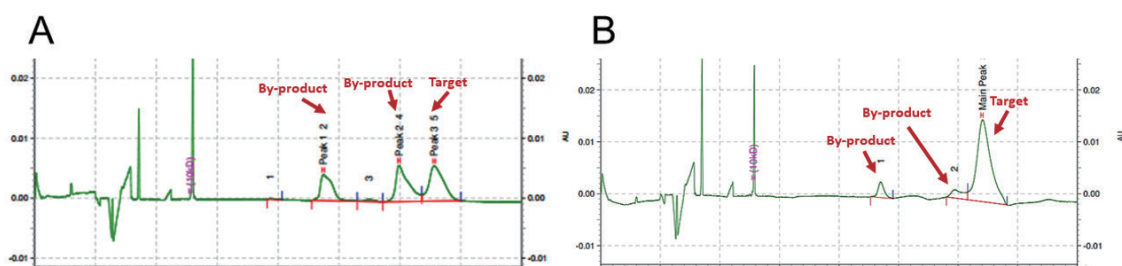 A
0.02
0.01
0.00
-0.01
(10kD)
By-product
By-product
Target
1
Peak 1 2
3
Peak 2 4
Peak 3 5
0.02
0.01
0.00
-0.01
B
AU
0.02
0.01
0.00
-0.01
(10kD)
By-product
By-product
Target
1
2
Main Peak
0.02
0.01
0.00
-0.01
AU